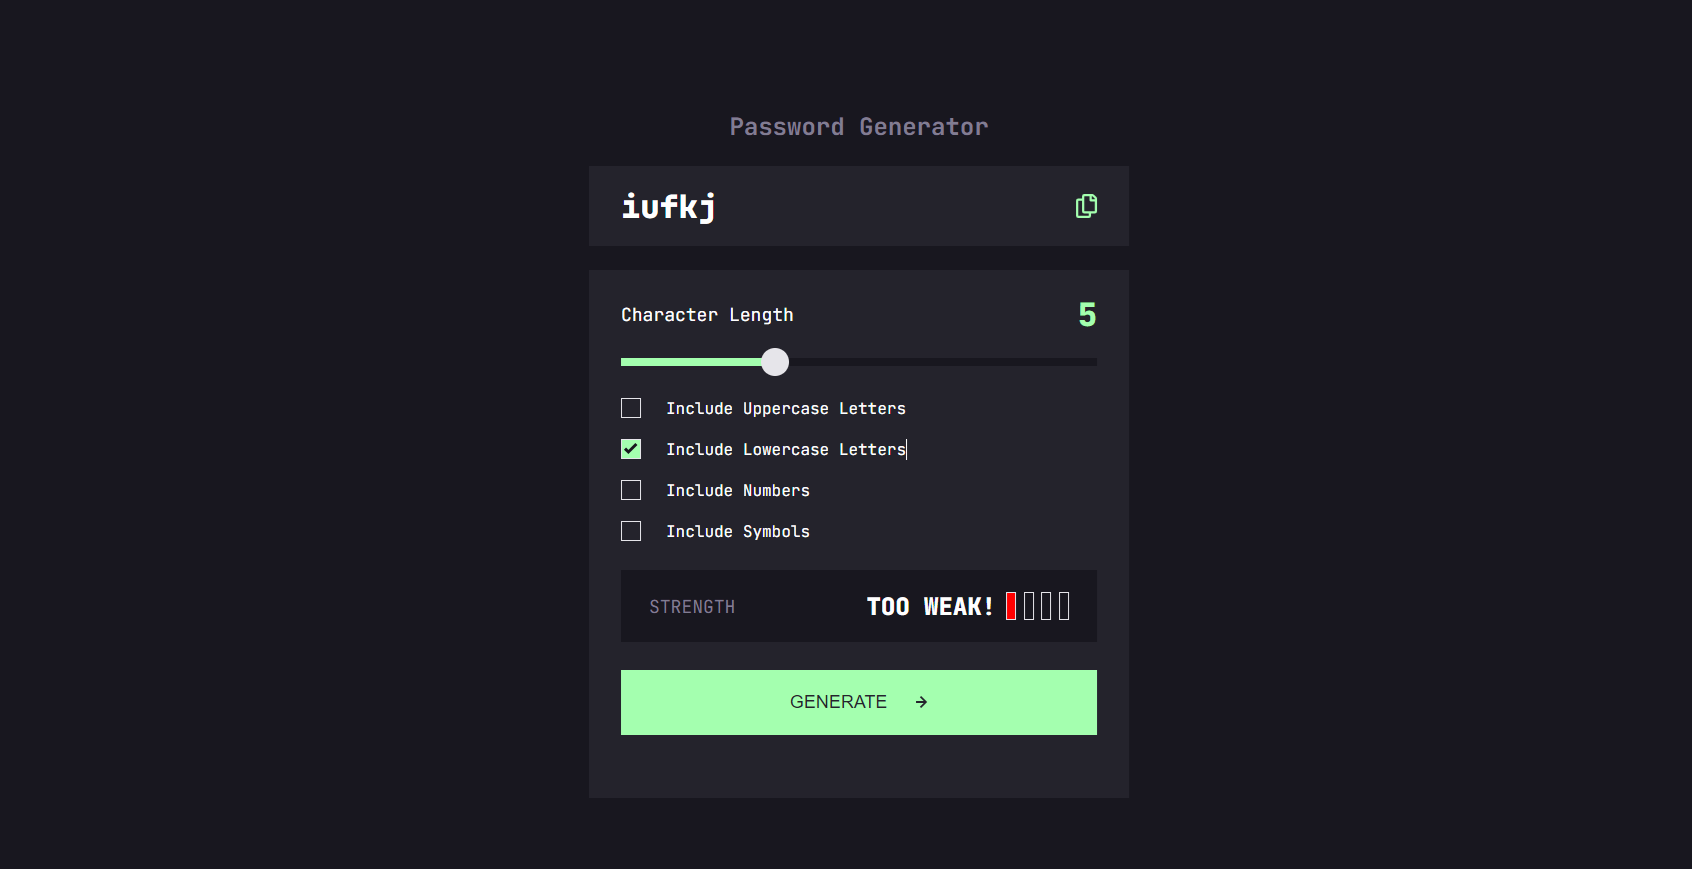 Password Generator
iufkj
Character Length 5
Include Uppercase Letters
Include Lowercase Letters
Include Numbers
Include Symbols
STRENGTH TOO WEAK!
GENERATE →